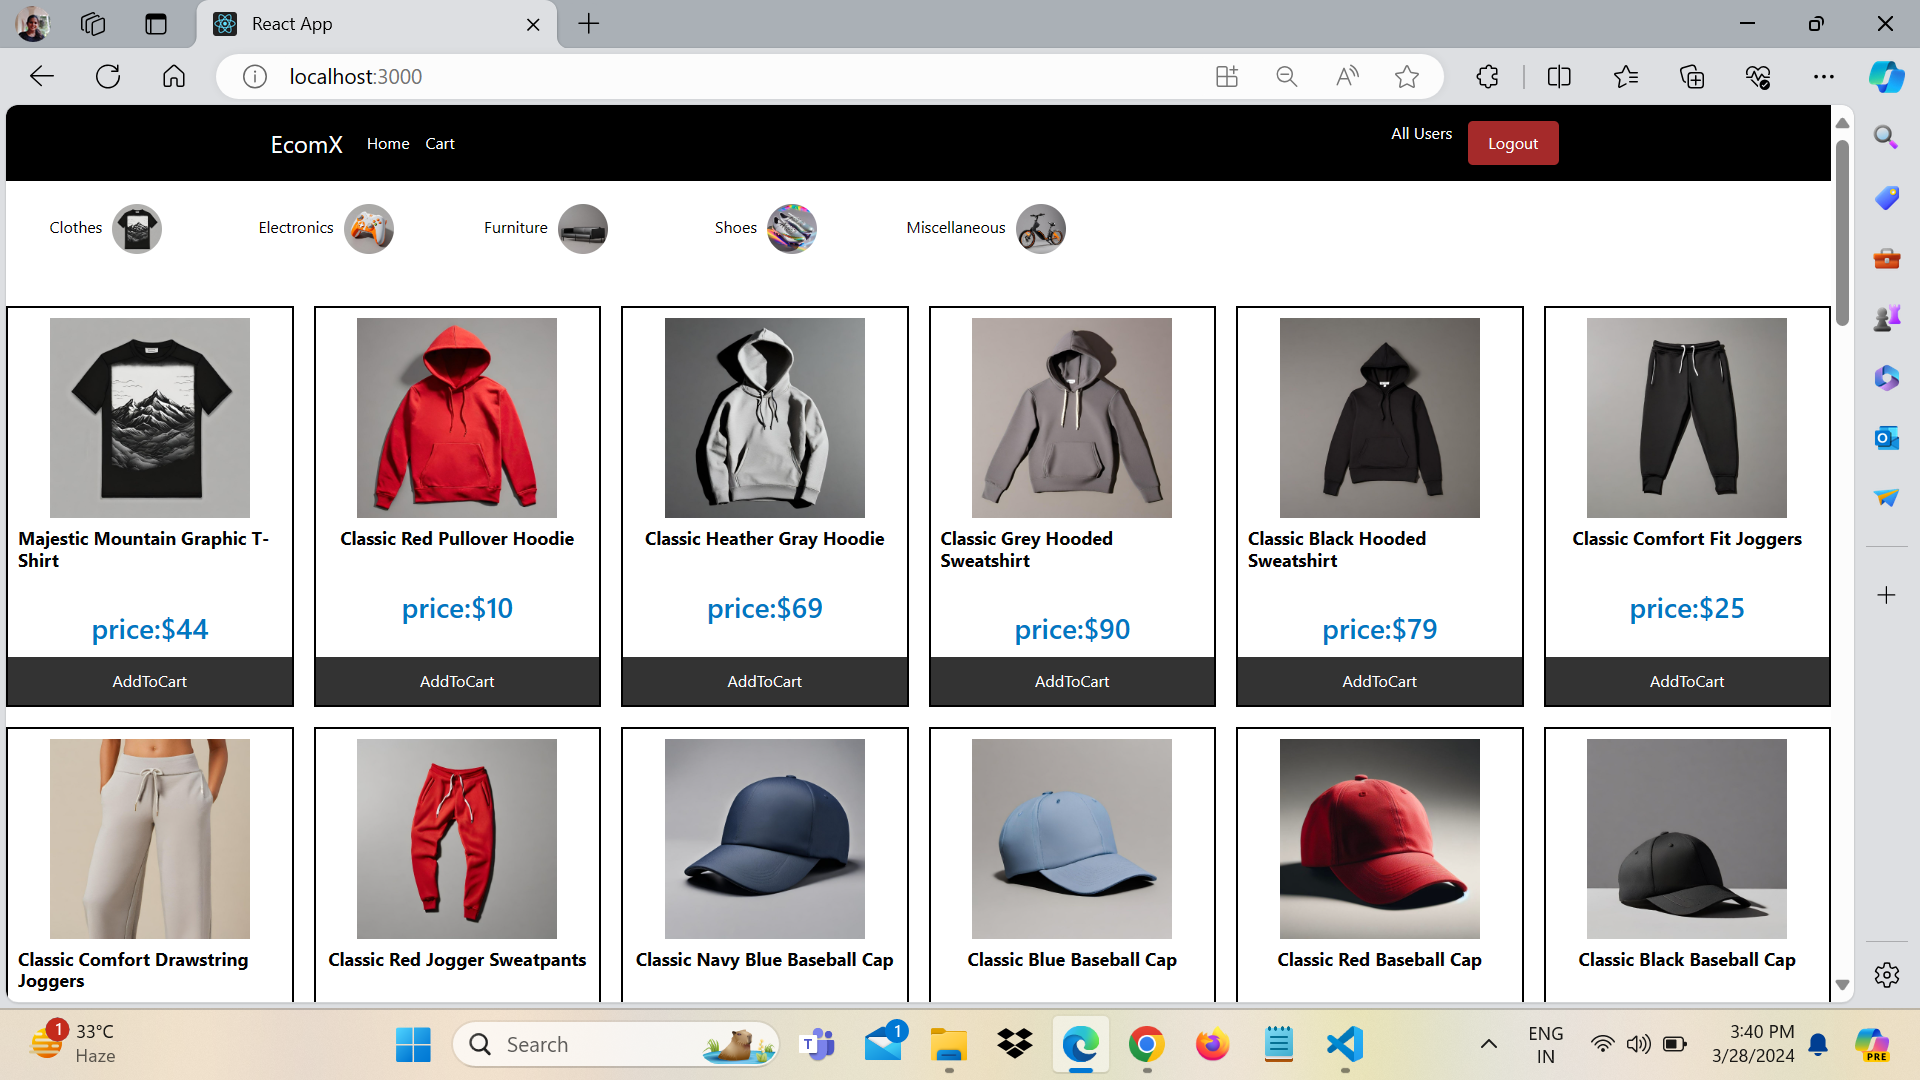 React App
localhost:3000
EcomX Home Cart All Users Logout
Clothes Electronics Furniture Shoes Miscellaneous
Majestic Mountain Graphic T-
Shirt
price:$44
AddToCart
Classic Red Pullover Hoodie
price:$10
AddToCart
Classic Heather Gray Hoodie
price:$69
AddToCart
Classic Grey Hooded
Sweatshirt
price:$90
AddToCart
Classic Black Hooded
Sweatshirt
price:$79
AddToCart
Classic Comfort Fit Joggers
price:$25
AddToCart
Classic Comfort Drawstring
Joggers
Classic Red Jogger Sweatpants
Classic Navy Blue Baseball Cap
Classic Blue Baseball Cap
Classic Red Baseball Cap
Classic Black Baseball Cap
1
33°C
Haze
Search
1
ENG
IN
3:40 PM
3/28/2024
PRE